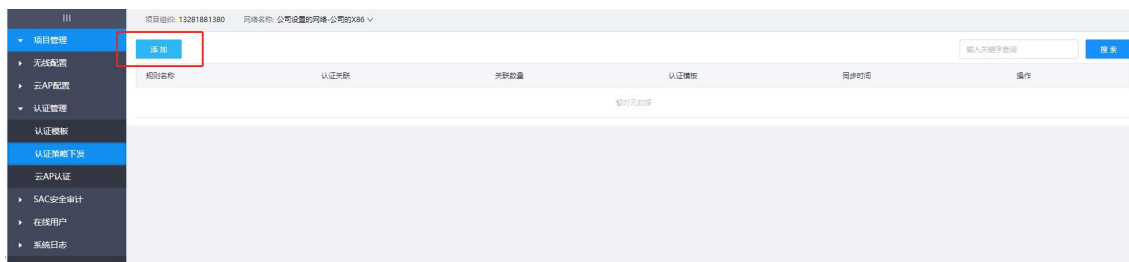 项目组织: 13281881380 网络名称: 公司设置的网络-公司的X86
项目管理
添加
输入关键字查询
搜索
无线配置
规则名称 认证关联 关联数量 认证模板 同步时间 操作
云AP配置
暂时无数据
认证管理
认证模板
认证策略下发
云AP认证
SAC安全审计
在线用户
系统日志